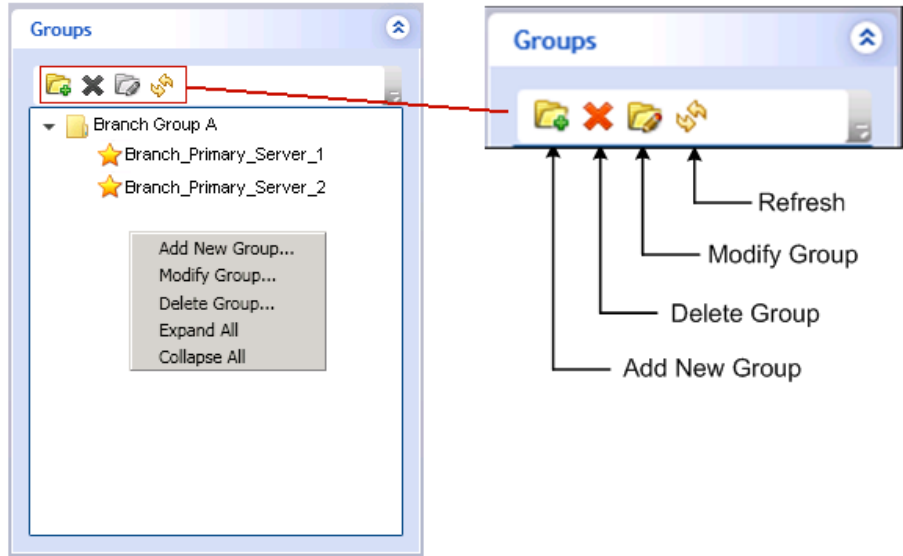 Groups
Branch Group A
Branch_Primary_Server_1
Branch_Primary_Server_2
Add New Group...
Modify Group...
Delete Group...
Expand All
Collapse All
Groups
Refresh
Modify Group
Delete Group
Add New Group